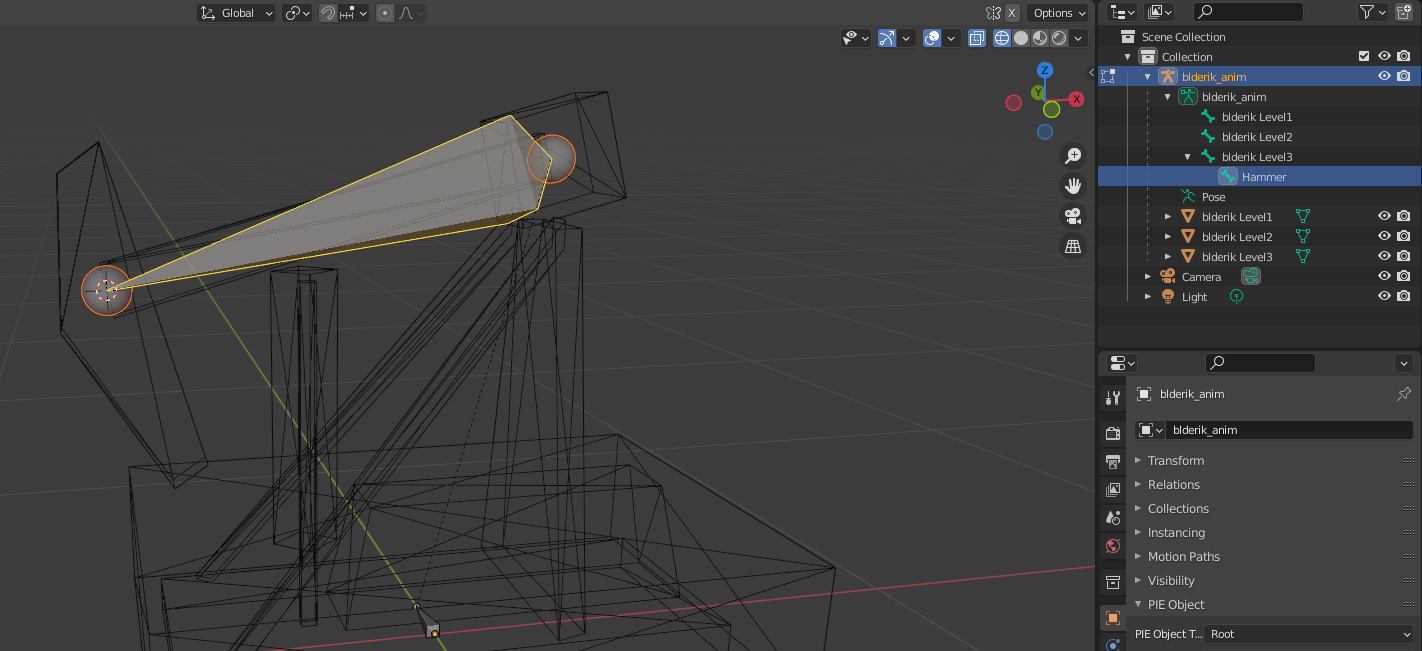 Global
X
Options
Z
Y
X
Scene Collection
Collection
blderik_anim
blderik_anim
blderik Level1
blderik Level2
blderik Level3
Hammer
Pose
blderik Level1
blderik Level2
blderik Level3
Camera
Light
blderik_anim
blderik_anim
Transform
Relations
Collections
Instancing
Motion Paths
Visibility
PIE Object
PIE Object T... Root